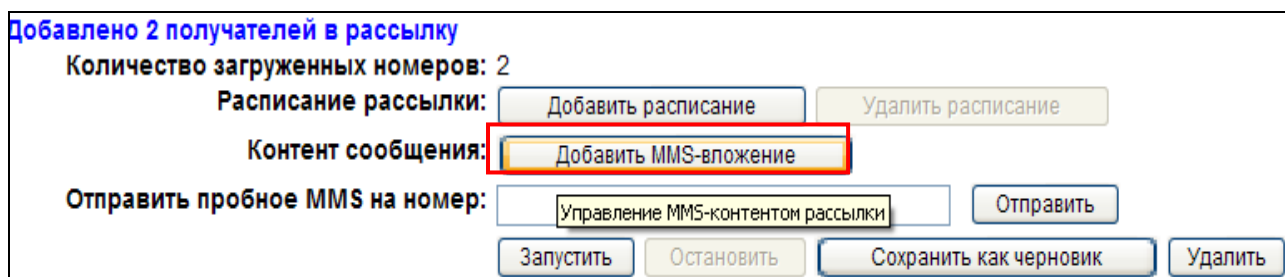 Добавлено 2 получателей в рассылку
Количество загруженных номеров: 2
Расписание рассылки: Добавить расписание Удалить расписание
Контент сообщения: Добавить MMS-вложение
Отправить пробное MMS на номер: Отправить
Управление MMS-контентом рассылки
Запустить Остановить Сохранить как черновик Удалить